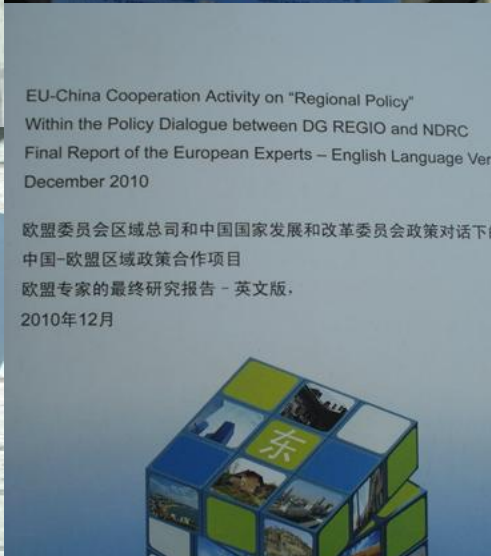 EU-China Cooperation Activity on "Regional Policy"
Within the Policy Dialogue between DG REGIO and NDRC
Final Report of the European Experts – English Language
December 2010
欧盟委员会区域总司和中国国家发展和改革委员会政策对话下
中国-欧盟区域政策合作项目
欧盟专家的最终研究报告 - 英文版，
2010年12月
东